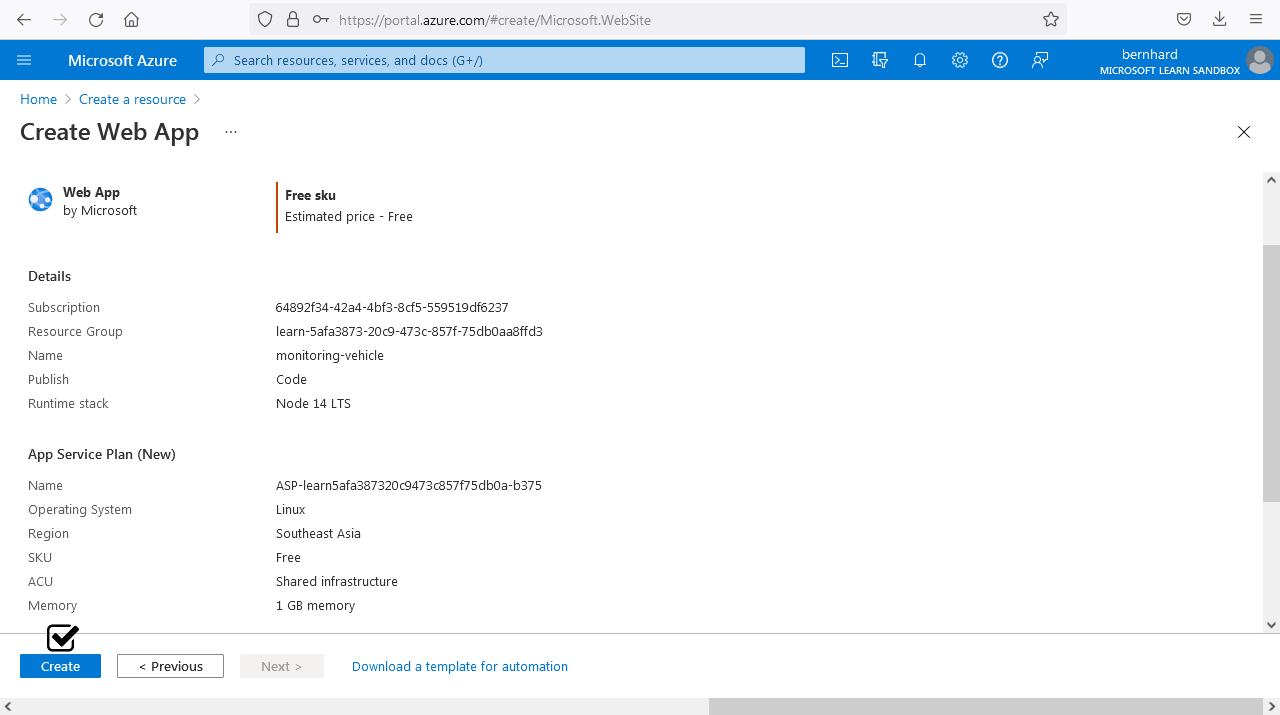 https://portal.azure.com/#create/Microsoft.WebSite
Microsoft Azure
Search resources, services, and docs (G+/)
bernhard
MICROSOFT LEARN SANDBOX
Home > Create a resource >
Create Web App ...
Web App
by Microsoft
Free sku
Estimated price - Free
Details
Subscription 64892f34-42a4-4bf3-8cf5-559519df6237
Resource Group learn-5afa3873-20c9-473c-857f-75db0aa8ffd3
Name monitoring-vehicle
Publish Code
Runtime stack Node 14 LTS
App Service Plan (New)
Name ASP-learn5afa387320c9473c857f75db0a-b375
Operating System Linux
Region Southeast Asia
SKU Free
ACU Shared infrastructure
Memory 1 GB memory
Create < Previous Next > Download a template for automation